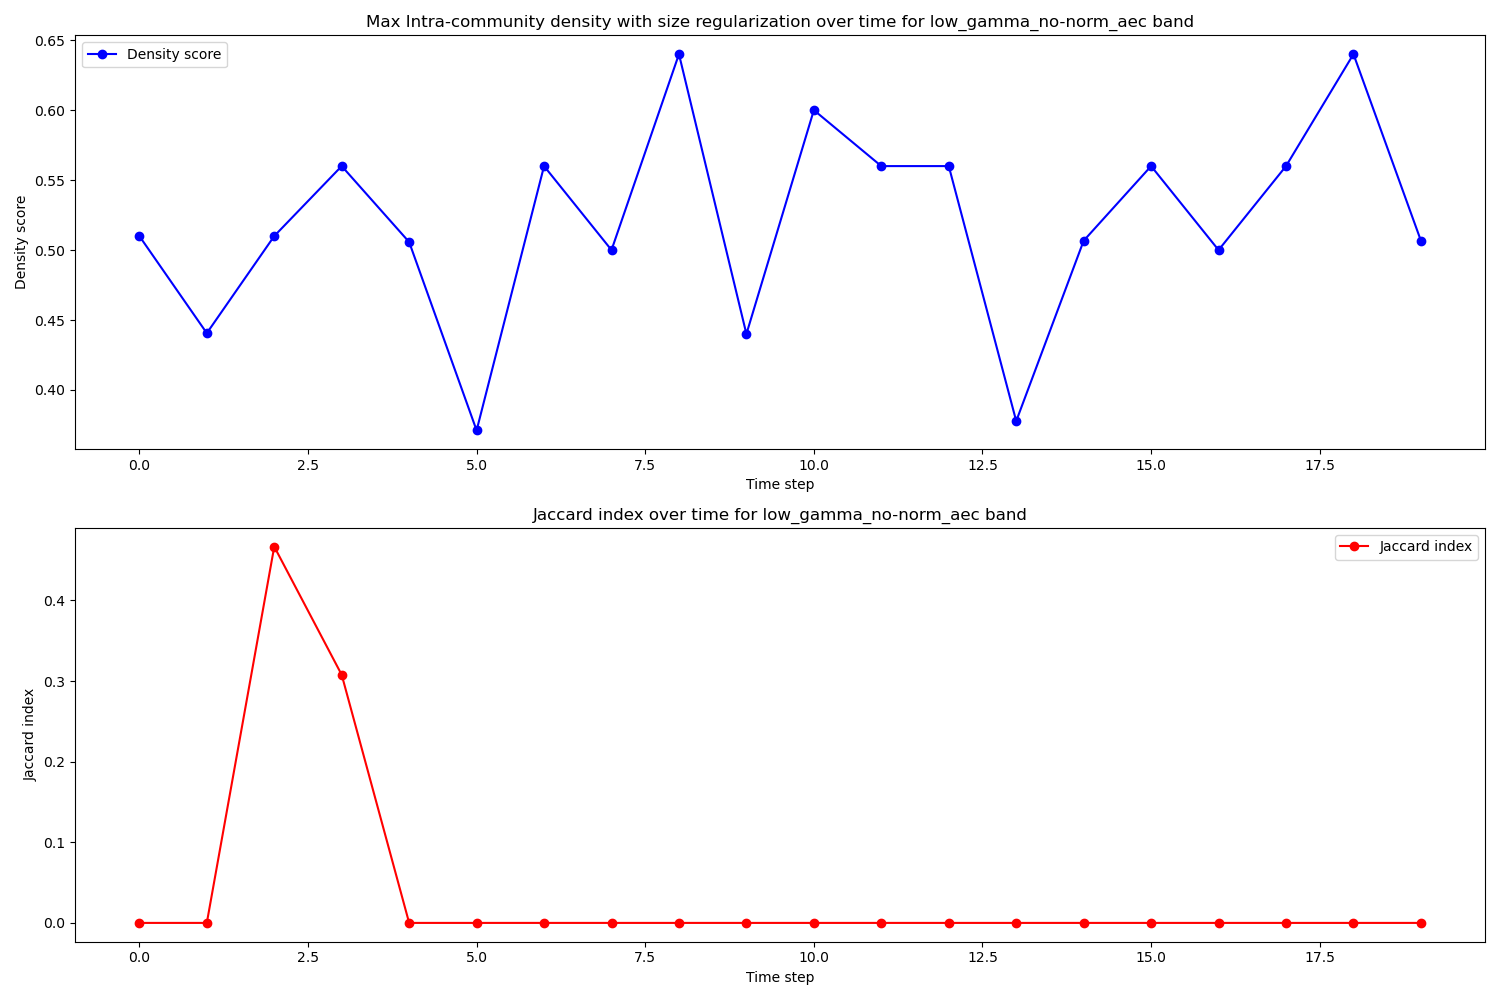 Max Intra-community density with size regularization over time for low_gamma_no-norm_aec band
Density score
0.65
0.60
0.55
0.50
0.45
0.40
Density score
0.0 2.5 5.0 7.5 10.0 12.5 15.0 17.5
Time step
Jaccard index over time for low_gamma_no-norm_aec band
Jaccard index
0.4
0.3
0.2
0.1
0.0
Jaccard index
0.0 2.5 5.0 7.5 10.0 12.5 15.0 17.5
Time step